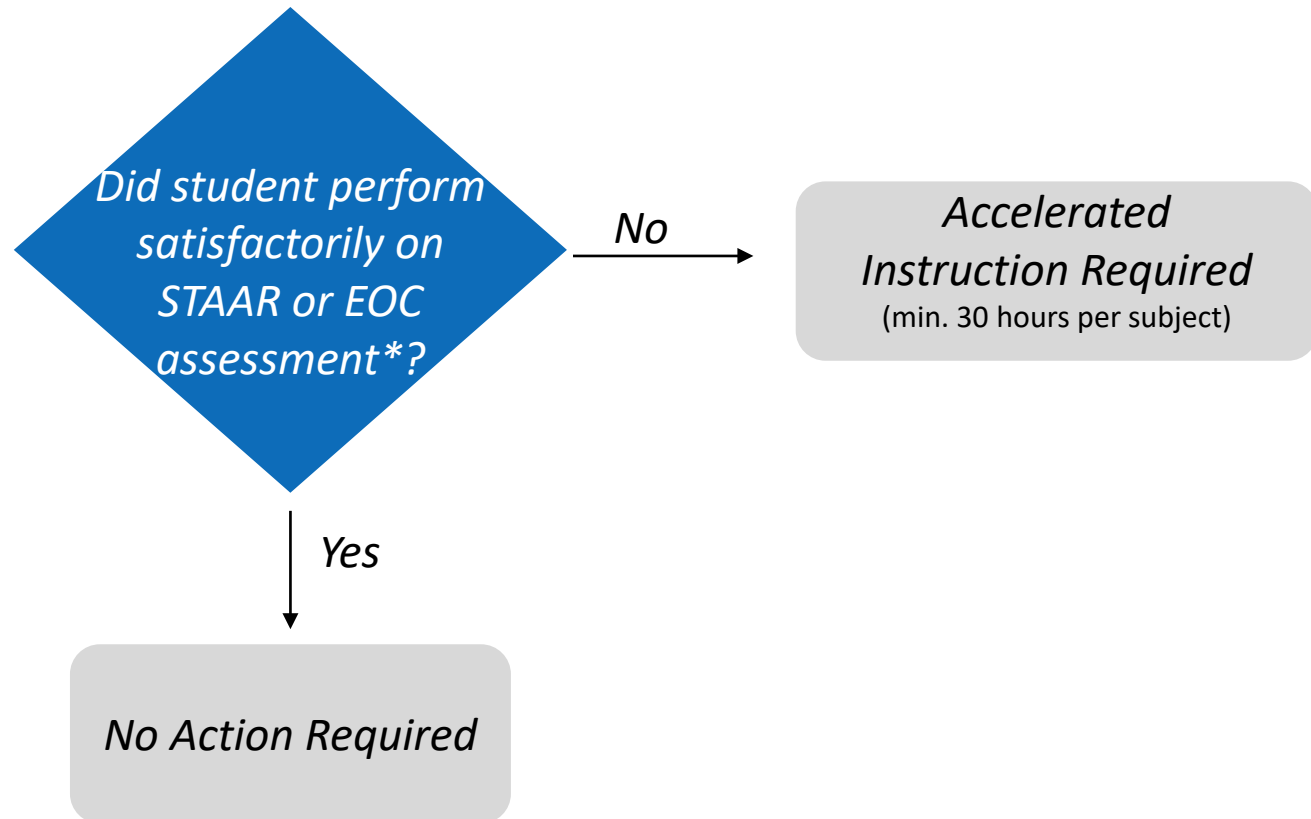 Did student perform
satisfactorily on
STAAR or EOC
assessment*?
No
Accelerated
Instruction Required
(min. 30 hours per subject)
Yes
No Action Required